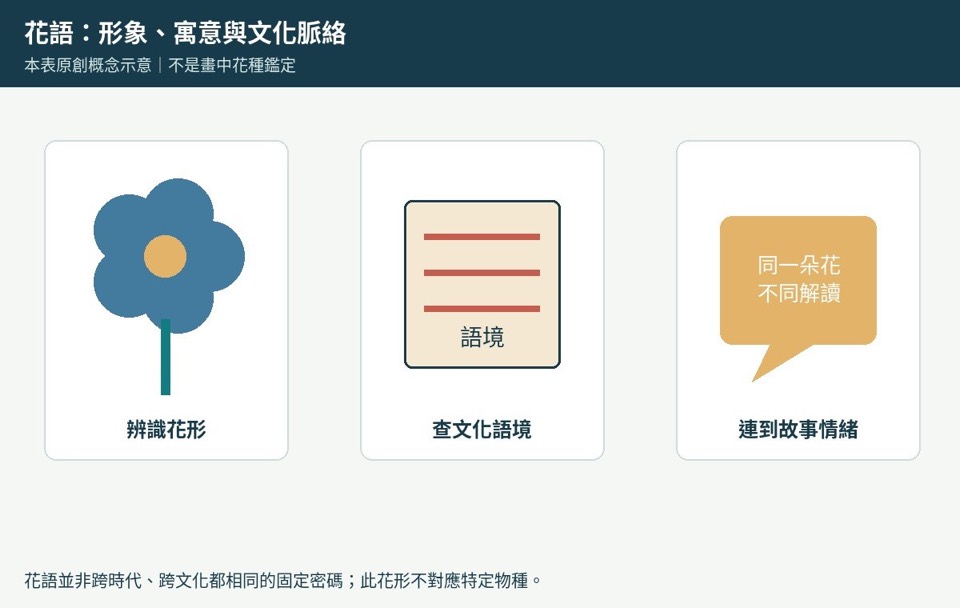 花語：形象、寓意與文化脈絡
本表原創概念示意｜不是畫中花種鑑定
辨識花形
語境
查文化語境
同一朵花
不同解讀
連到故事情緒
花語並非跨時代、跨文化都相同的固定密碼；此花形不對應特定物種。